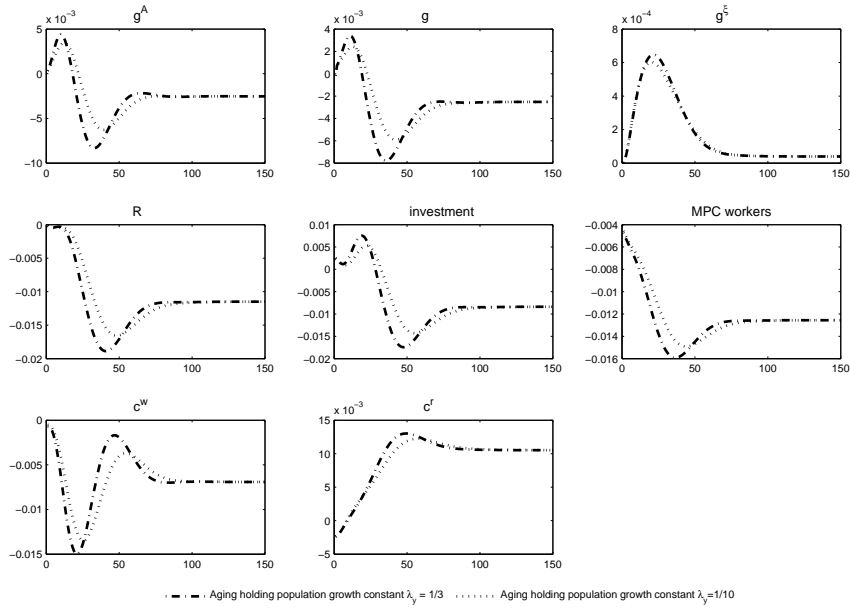 x 10⁻³ g^A
5
0
−5
−10
0 50 100 150
x 10⁻³ g
4
2
0
−2
−4
−6
−8
0 50 100 150
x 10⁻⁴ g^ξ
8
6
4
2
0
0 50 100 150
R
0
−0.005
−0.01
−0.015
−0.02
0 50 100 150
investment
0.01
0.005
0
−0.005
−0.01
−0.015
−0.02
0 50 100 150
MPC workers
−0.004
−0.006
−0.008
−0.01
−0.012
−0.014
−0.016
0 50 100 150
c^w
0
−0.005
−0.01
−0.015
0 50 100 150
x 10⁻³ c^r
15
10
5
0
−5
0 50 100 150
Aging holding population growth constant λ_y = 1/3 Aging holding population growth constant λ_y=1/10